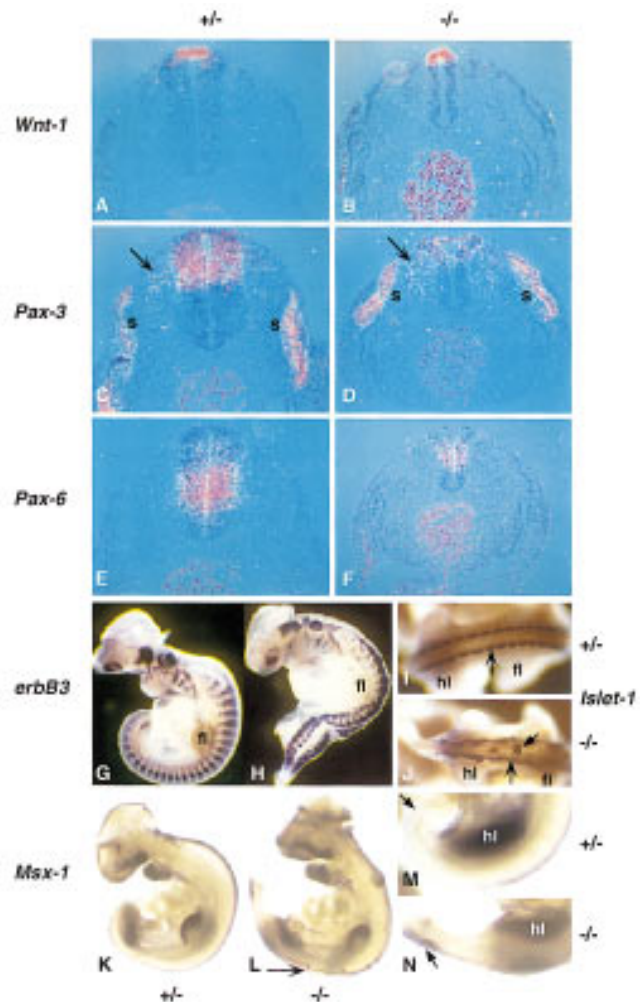 +/- -/-
Wnt-1
A B
Pax-3
s s s s
C D
Pax-6
E F
erbB3
fl fl
G H
I hl fl +/-
Islet-1
J hl fl -/-
Msx-1
K L
M hl +/-
N hl -/-
+/- -/-